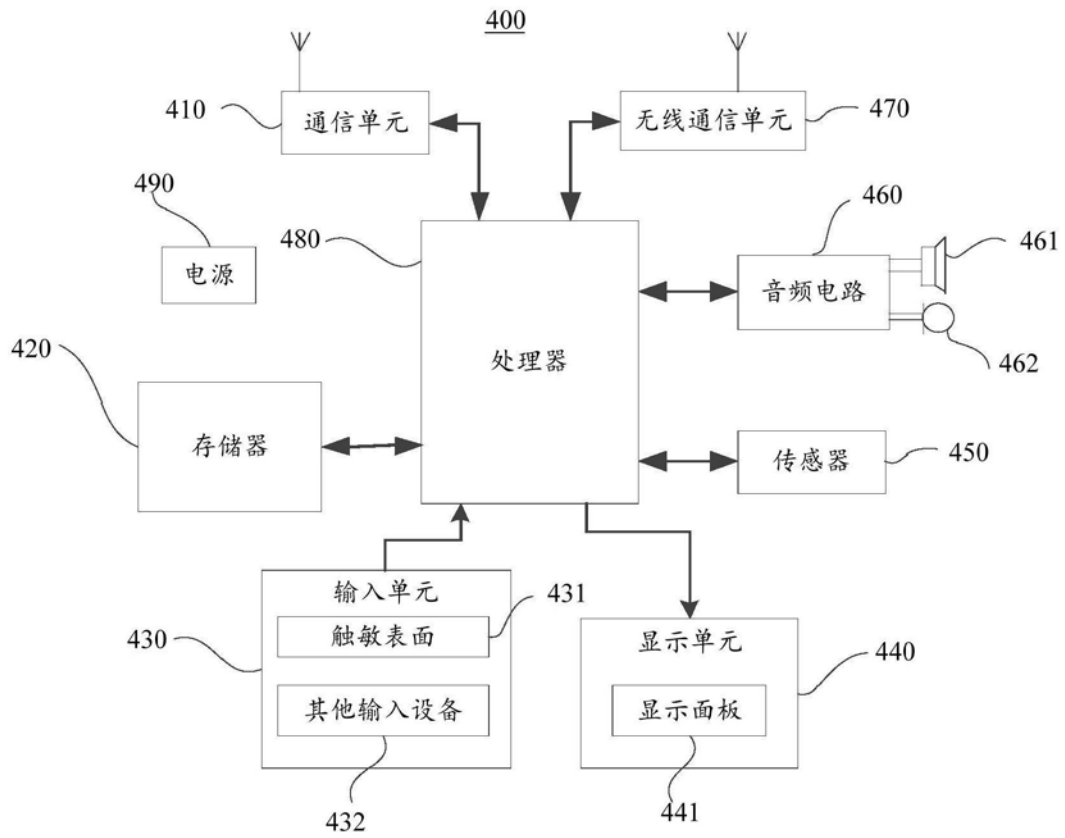 400
410
通信单元
无线通信单元
470
490
电源
480
460
461
音频电路
462
处理器
420
存储器
传感器
450
输入单元
431
430
触敏表面
其他输入设备
432
显示单元
440
显示面板
441